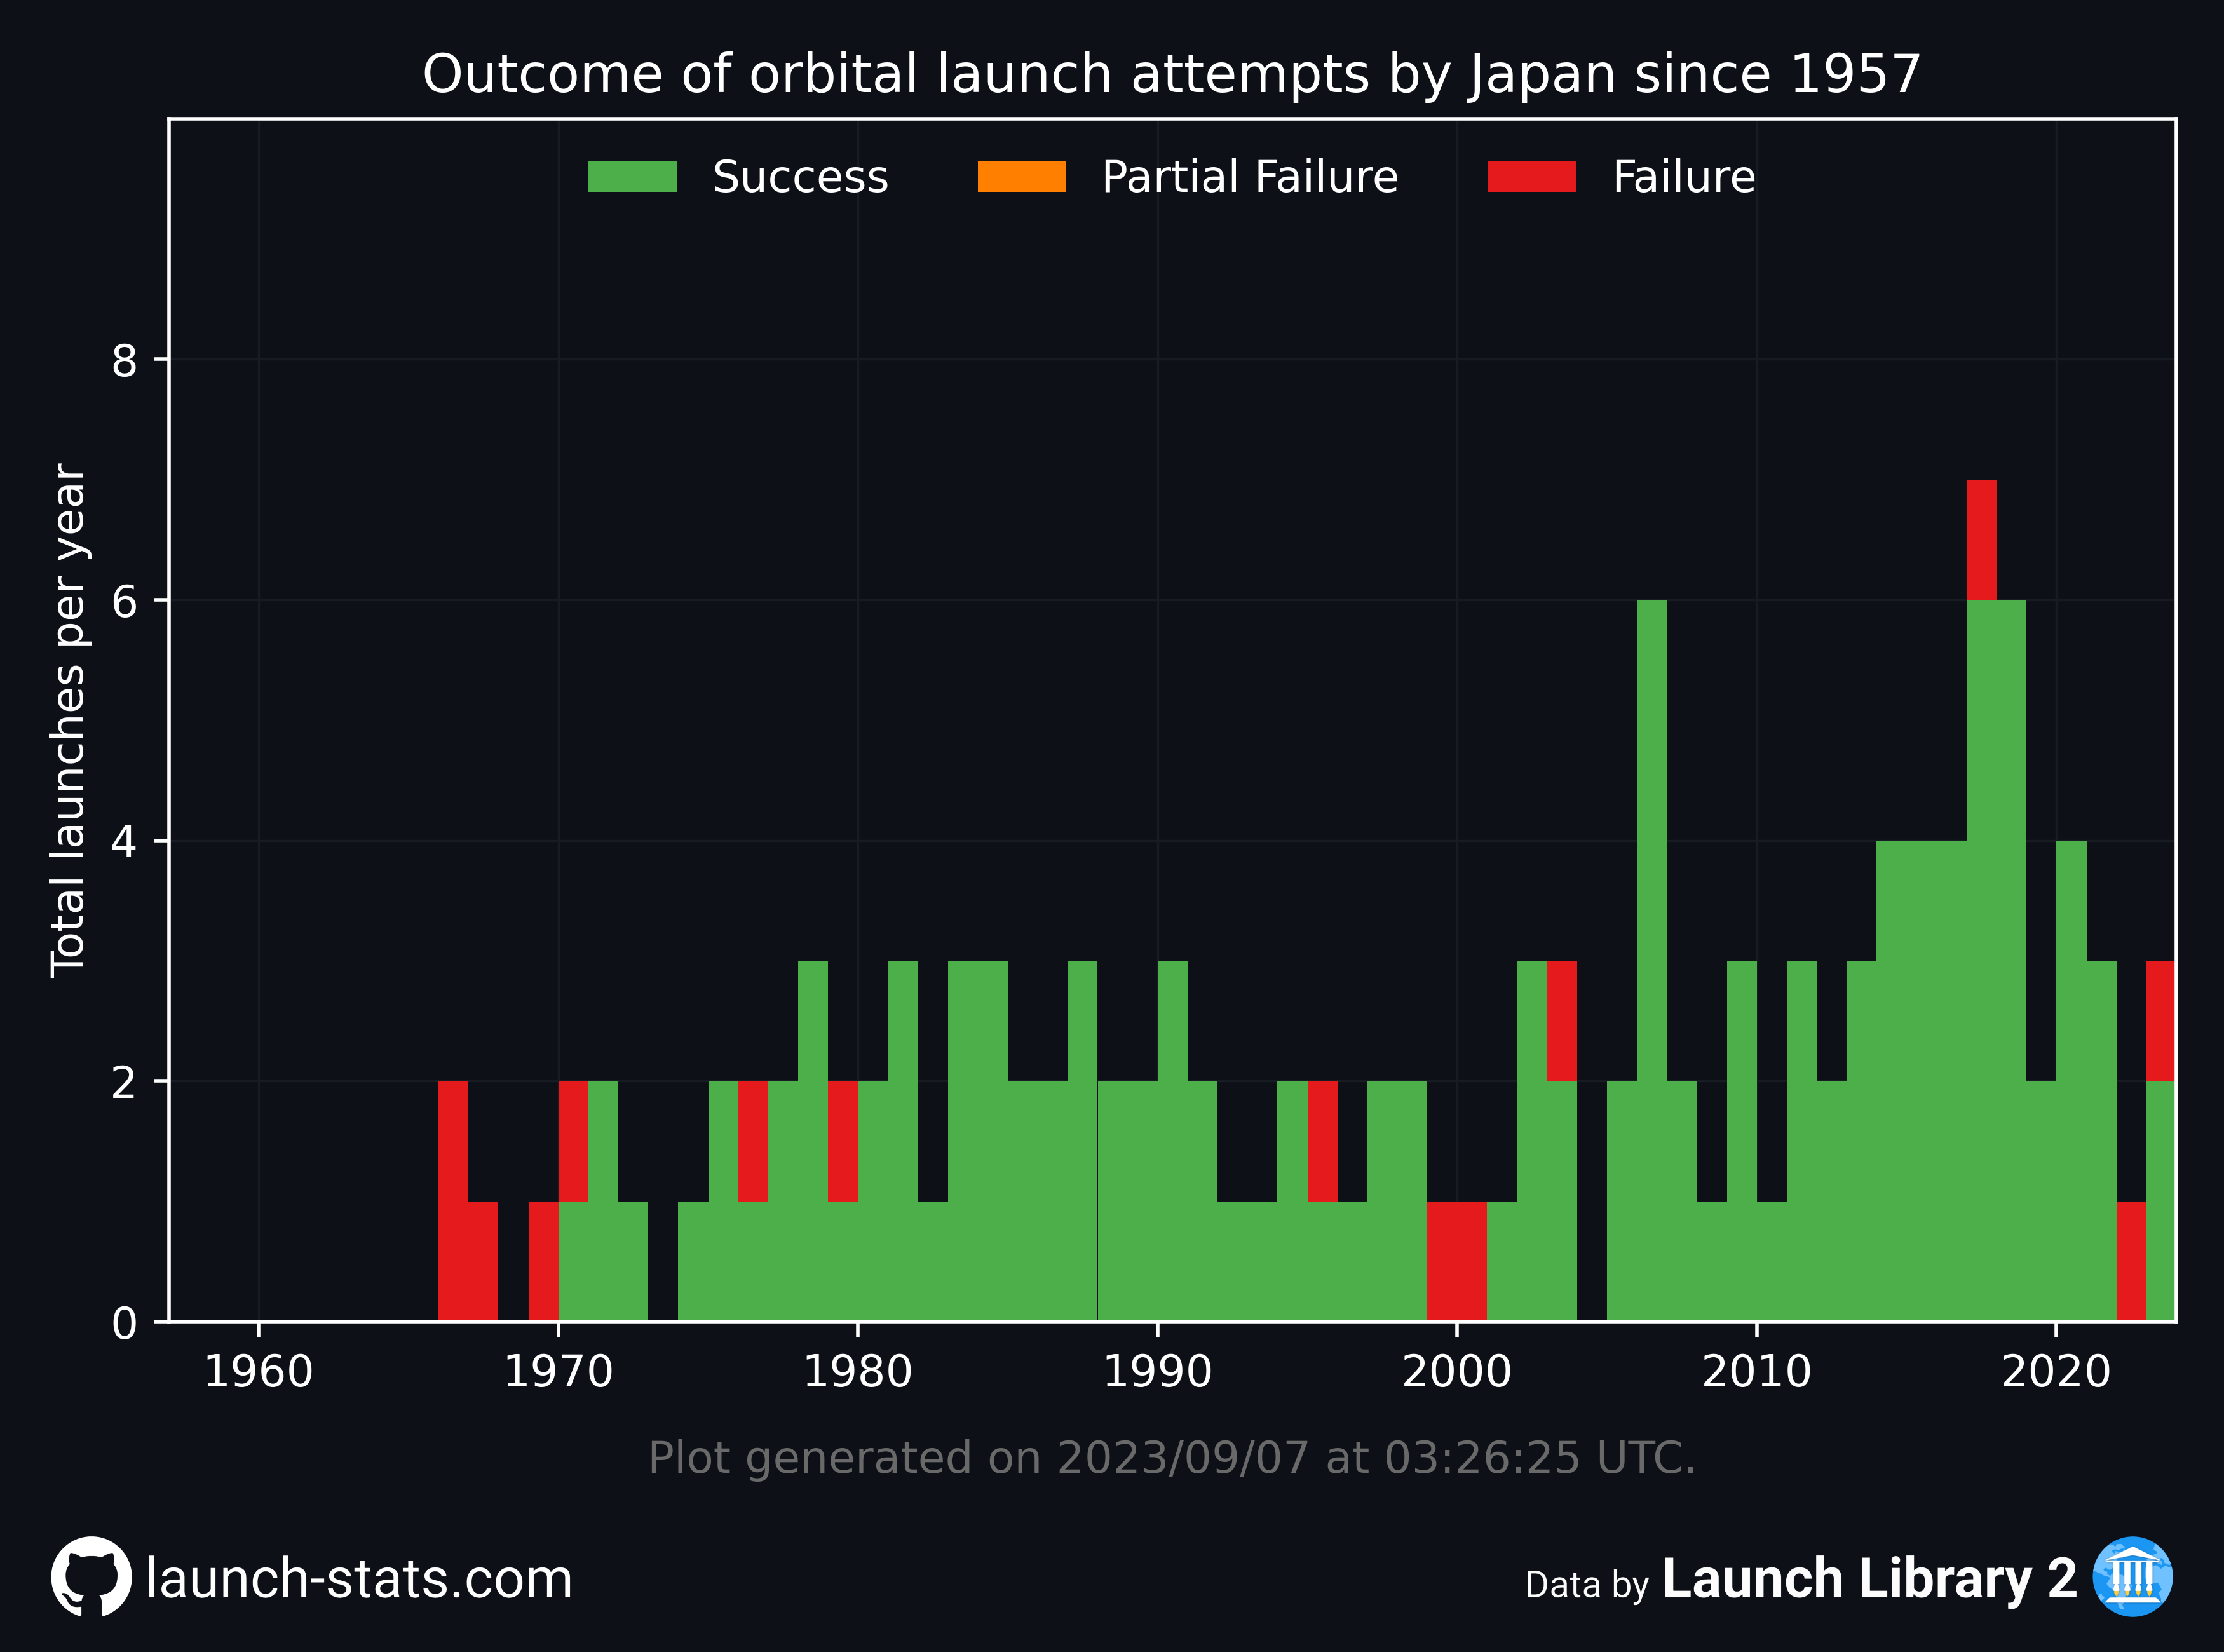 Outcome of orbital launch attempts by Japan since 1957
Success Partial Failure Failure
Total launches per year
8
6
4
2
0
1960 1970 1980 1990 2000 2010 2020
Plot generated on 2023/09/07 at 03:26:25 UTC.
launch-stats.com
Data by Launch Library 2